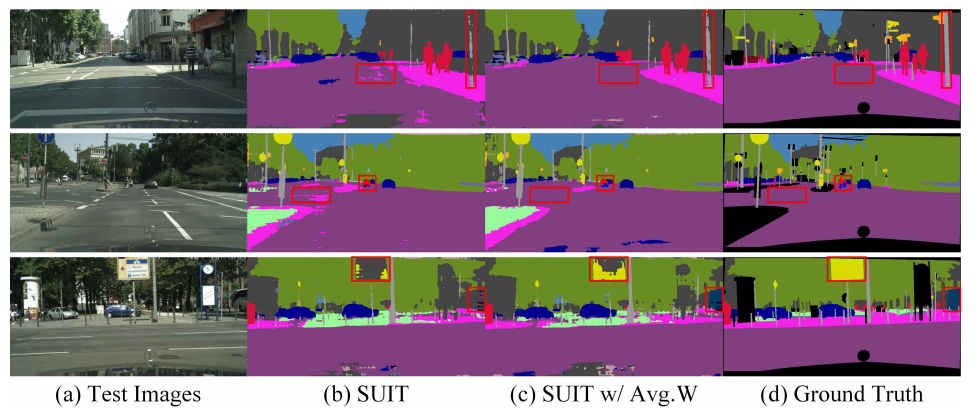 (a) Test Images
(b) SUIT
(c) SUIT w/ Avg.W
(d) Ground Truth